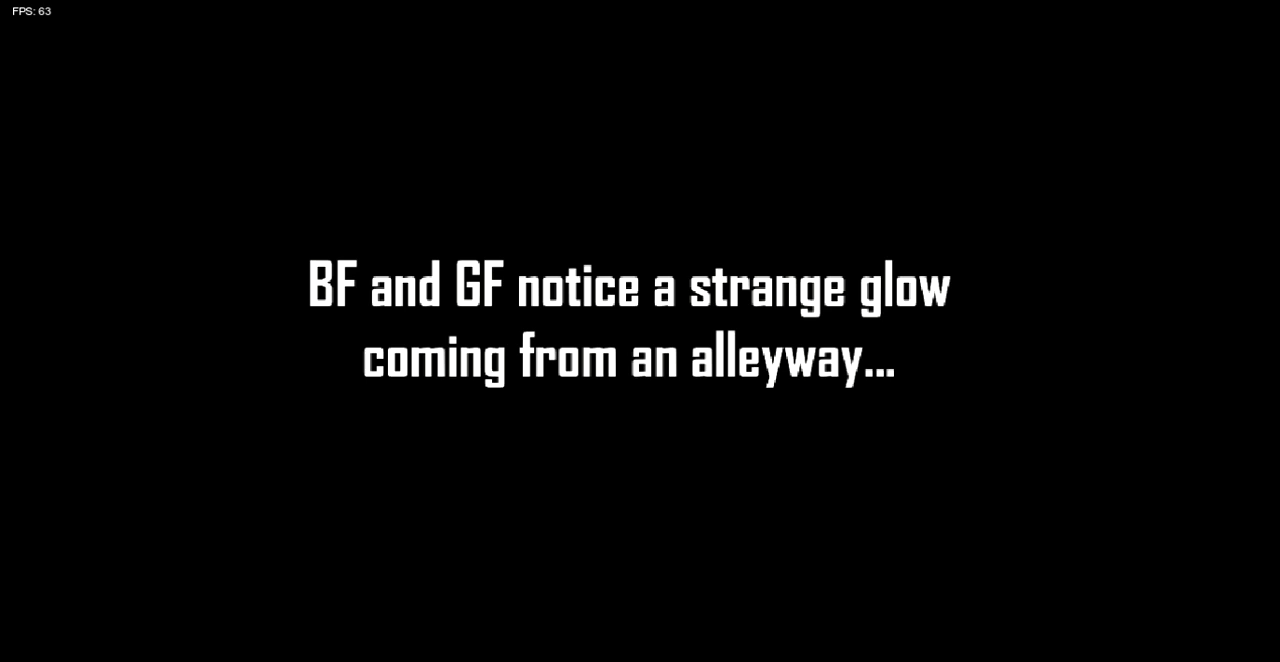 FPS: 63
BF and GF notice a strange glow
coming from an alleyway...